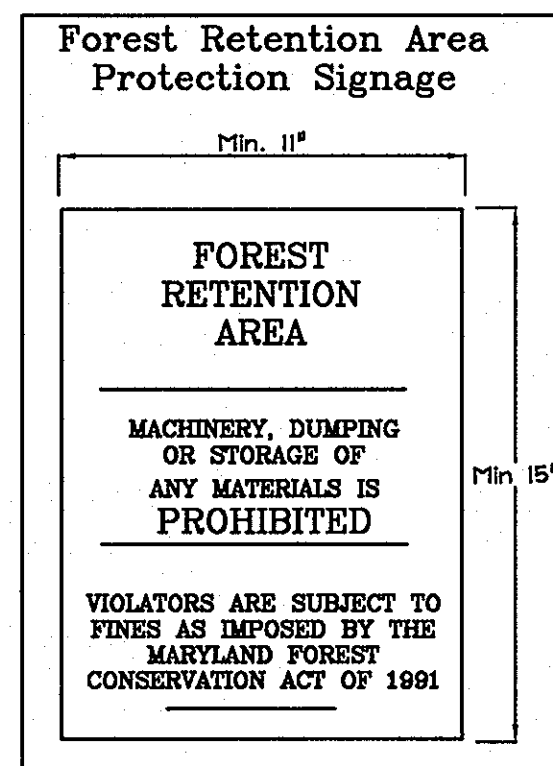 Forest Retention Area
Protection Signage
Min. 11"
FOREST
RETENTION
AREA
MACHINERY, DUMPING
OR STORAGE OF
ANY MATERIALS IS
PROHIBITED
Min 15"
VIOLATORS ARE SUBJECT TO
FINES AS IMPOSED BY THE
MARYLAND FOREST
CONSERVATION ACT OF 1991